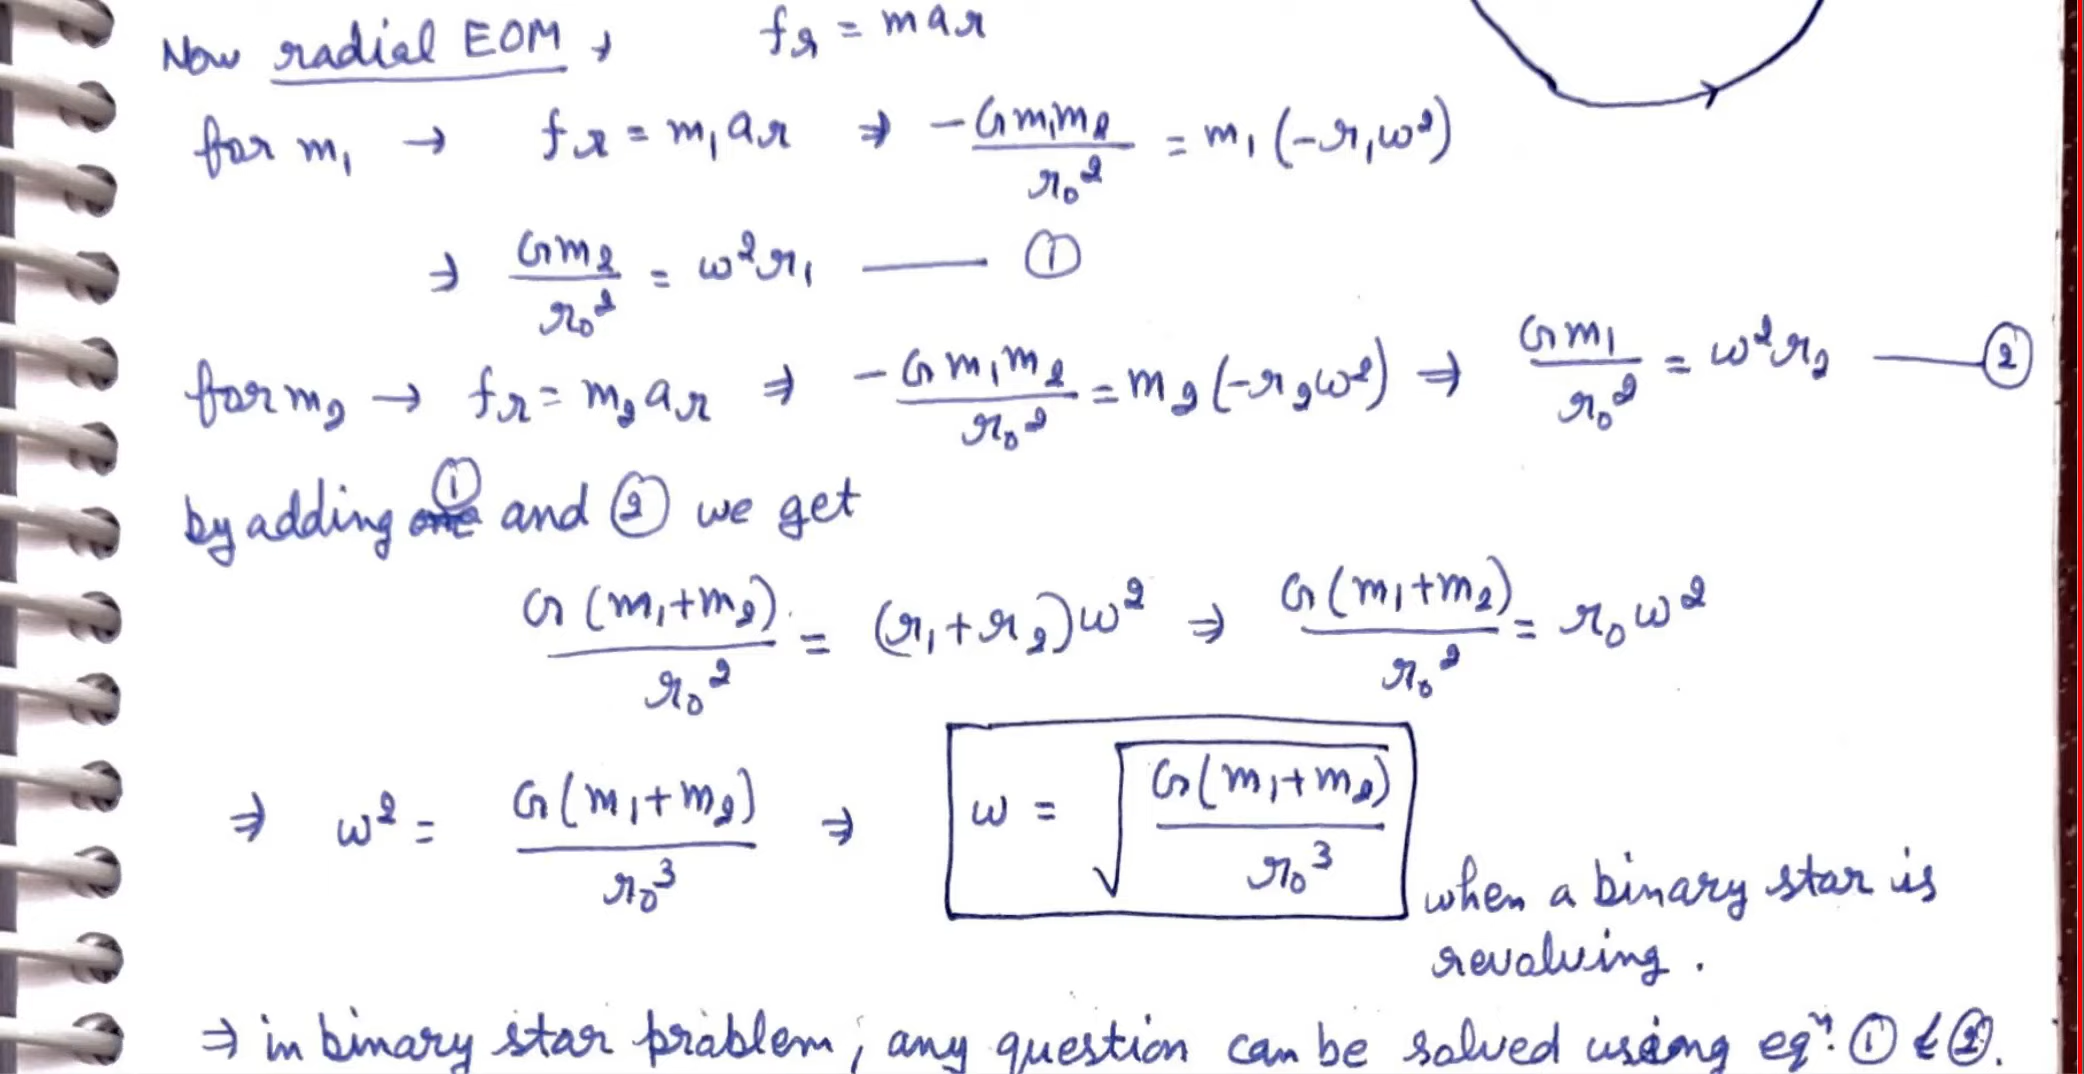 Now radial EOM, fr = mar
for m₁ → fr = m₁ar ⇒ -Gm₁m₂/r₀² = m₁(-r₁ω²)
⇒ Gm₂/r₀² = ω²r₁ —— ①
for m₂ → fr = m₂ar ⇒ -Gm₁m₂/r₀² = m₂(-r₂ω²) ⇒ Gm₁/r₀² = ω²r₂ —— ②
by adding ① and ② we get
G(m₁+m₂)/r₀² = (r₁+r₂)ω² ⇒ G(m₁+m₂)/r₀² = r₀ω²
⇒ ω² = G(m₁+m₂)/r₀³ ⇒ ω = √(G(m₁+m₂)/r₀³)
when a binary star is
revolving.
⇒ in binary star problem, any question can be solved using eqⁿ. ① & ②.